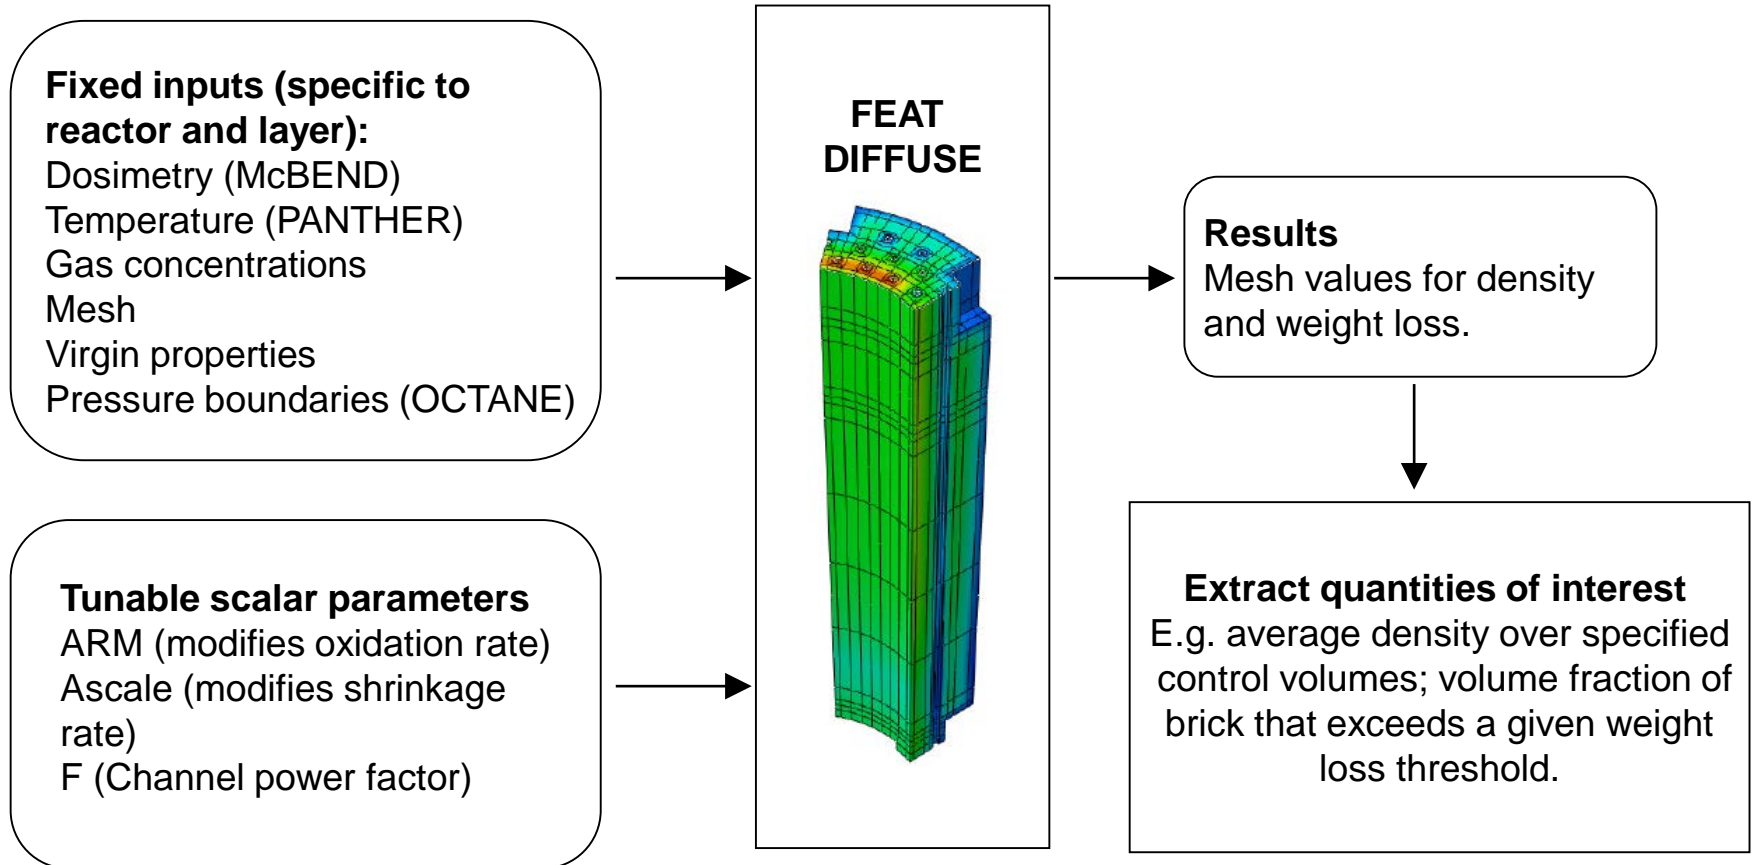 Fixed inputs (specific to
reactor and layer):
Dosimetry (McBEND)
Temperature (PANTHER)
Gas concentrations
Mesh
Virgin properties
Pressure boundaries (OCTANE)
Tunable scalar parameters
ARM (modifies oxidation rate)
Ascale (modifies shrinkage
rate)
F (Channel power factor)
FEAT
DIFFUSE
Results
Mesh values for density
and weight loss.
Extract quantities of interest
E.g. average density over specified
control volumes; volume fraction of
brick that exceeds a given weight
loss threshold.